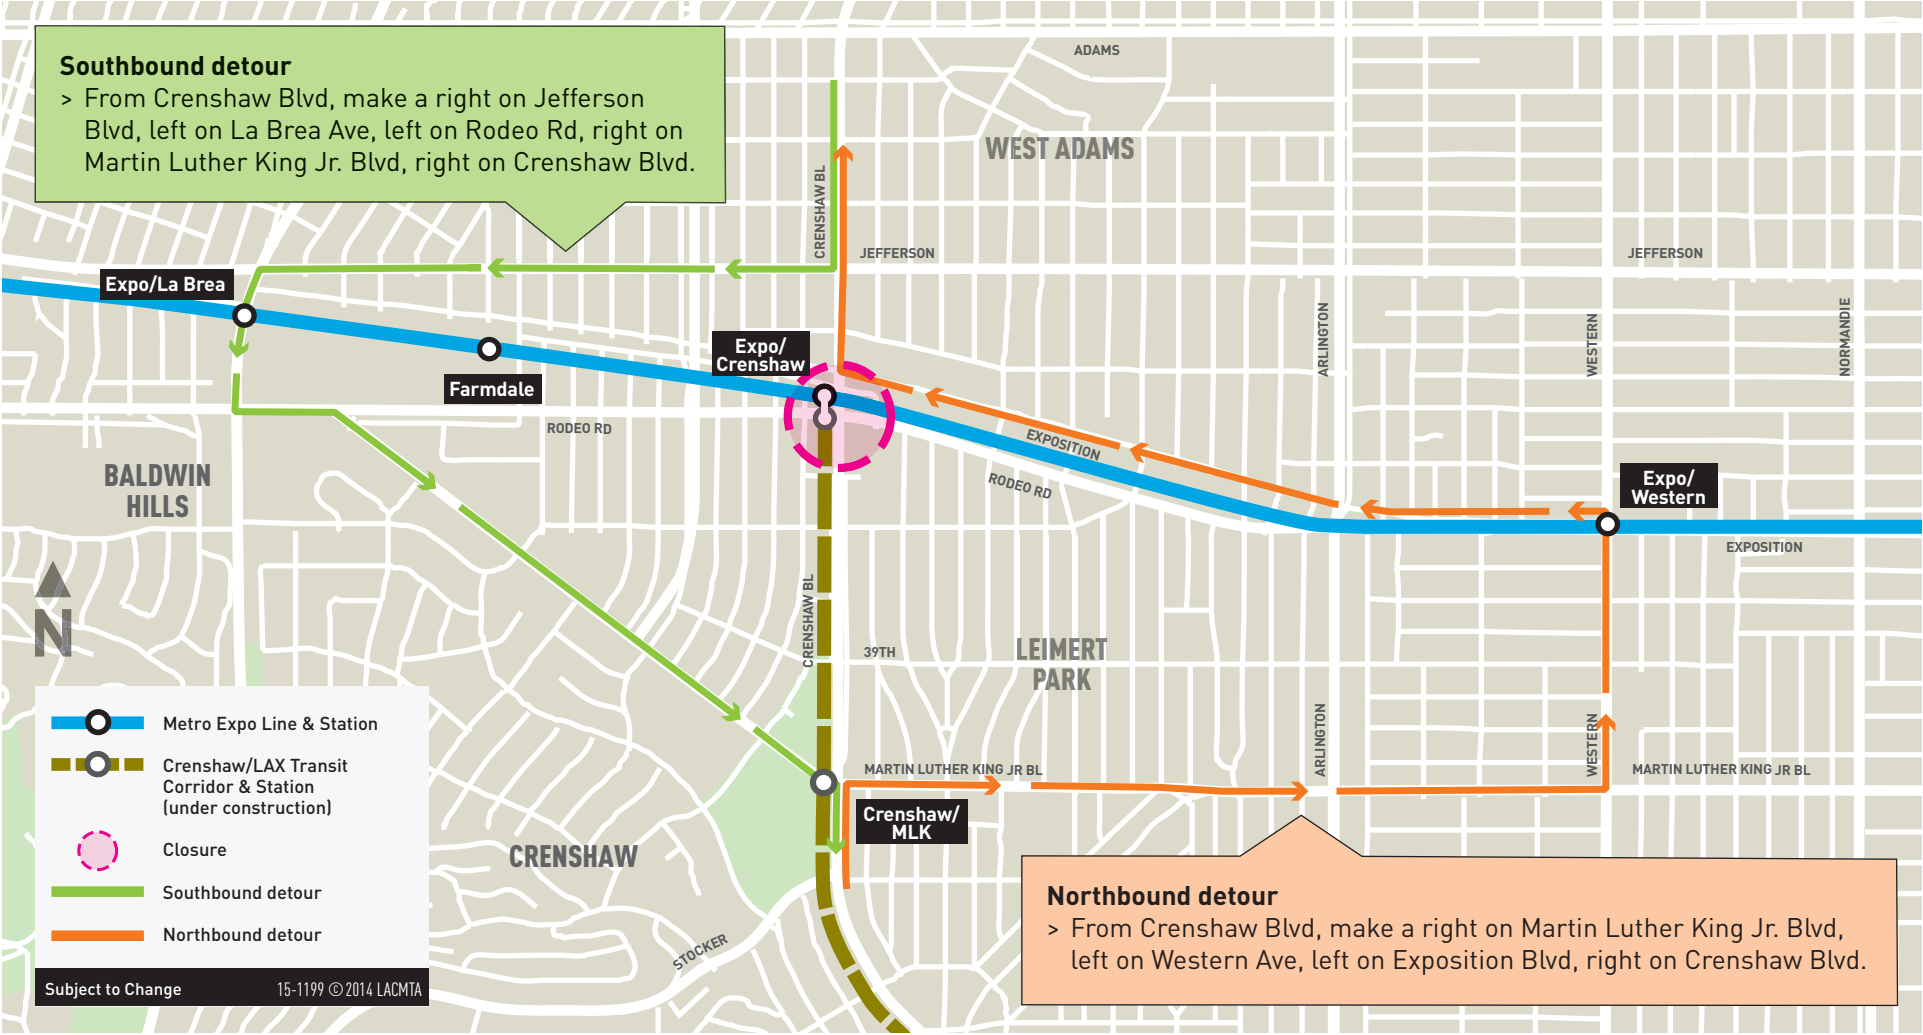 Southbound detour
> From Crenshaw Blvd, make a right on Jefferson
Blvd, left on La Brea Ave, left on Rodeo Rd, right on
Martin Luther King Jr. Blvd, right on Crenshaw Blvd.
ADAMS
WEST ADAMS
CRENSHAW BL
JEFFERSON
JEFFERSON
Expo/La Brea
ARLINGTON
WESTERN
NORMANDIE
Expo/
Crenshaw
Farmdale
RODEO RD
EXPOSITION
RODEO RD
BALDWIN
HILLS
Expo/
Western
EXPOSITION
N
CRENSHAW BL
39TH
LEIMERT
PARK
ARLINGTON
WESTERN
MARTIN LUTHER KING JR BL
MARTIN LUTHER KING JR BL
Crenshaw/
MLK
CRENSHAW
STOCKER
Metro Expo Line & Station
Crenshaw/LAX Transit
Corridor & Station
(under construction)
Closure
Southbound detour
Northbound detour
Subject to Change
15-1199 © 2014 LACMTA
Northbound detour
> From Crenshaw Blvd, make a right on Martin Luther King Jr. Blvd,
left on Western Ave, left on Exposition Blvd, right on Crenshaw Blvd.